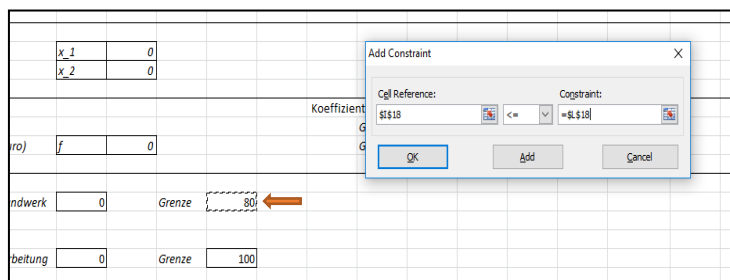 x_1 0
x_2 0
Koeffizient
G
uro) f 0 G
ndwerk 0 Grenze 80
rbeitung 0 Grenze 100
Add Constraint X
Cell Reference: Constraint:
$I$18 <= =$L$18
OK Add Cancel